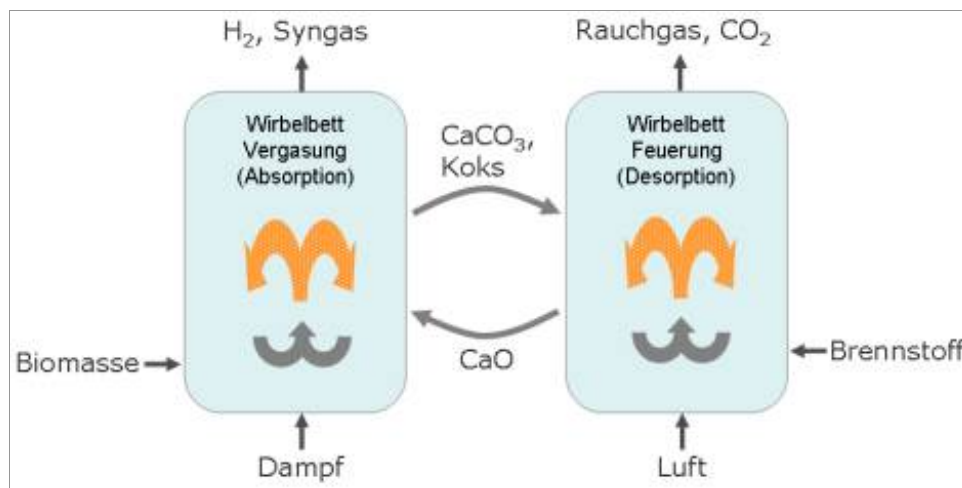 H₂, Syngas
Rauchgas, CO₂
Wirbelbett
Vergasung
(Absorption)
CaCO₃,
Koks
Wirbelbett
Feuerung
(Desorption)
Biomasse
CaO
Brennstoff
Dampf
Luft